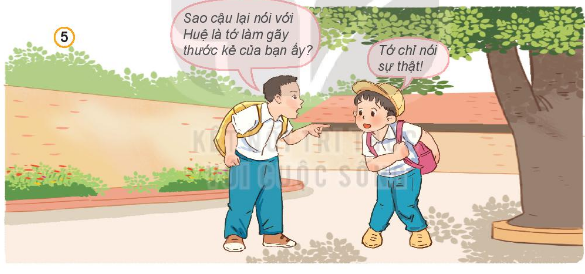 5
Sao cậu lại nói với
Huệ là tớ làm gãy
thước kẻ của bạn ấy?
Tớ chỉ nói
sự thật!